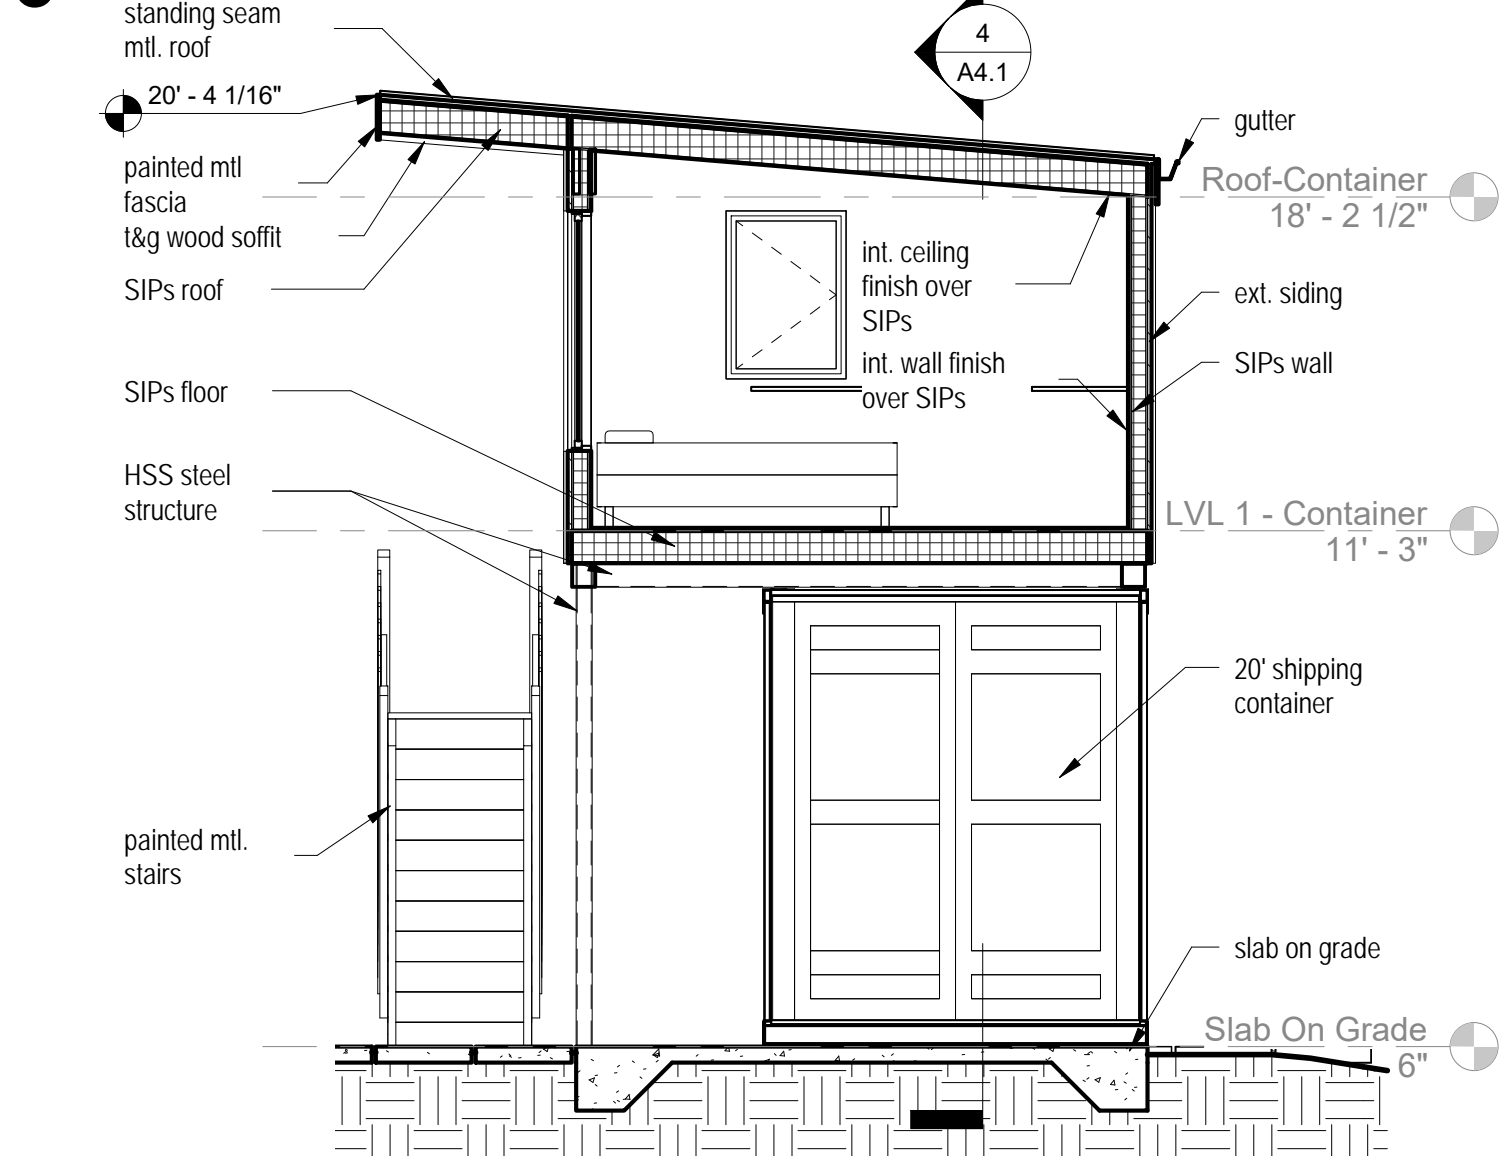 standing seam
mtl. roof
20' - 4 1/16"
painted mtl
fascia
t&g wood soffit
SIPs roof
SIPs floor
HSS steel
structure
painted mtl.
stairs
4
A4.1
int. ceiling
finish over
SIPs
int. wall finish
over SIPs
gutter
Roof-Container
18' - 2 1/2"
ext. siding
SIPs wall
LVL 1 - Container
11' - 3"
20' shipping
container
slab on grade
Slab On Grade
6"